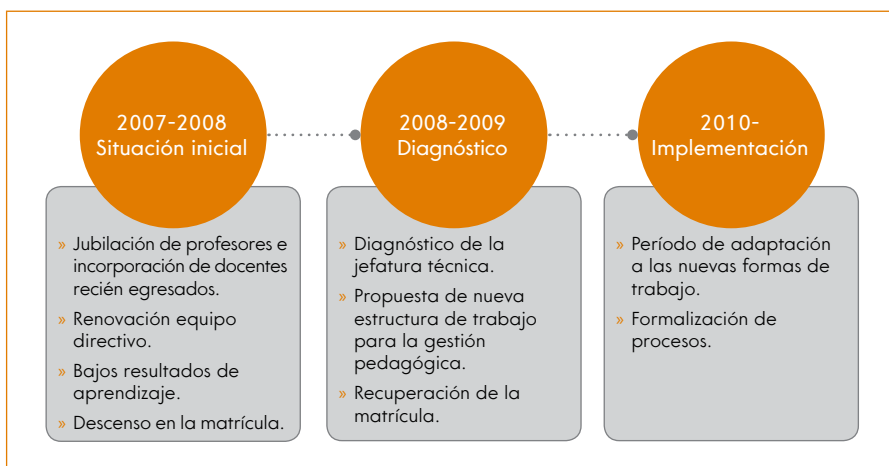 2007-2008
Situación inicial
» Jubilación de profesores e
incorporación de docentes
recién egresados.
» Renovación equipo
directivo.
» Bajos resultados de
aprendizaje.
» Descenso en la matrícula.
2008-2009
Diagnóstico
» Diagnóstico de la
jefatura técnica.
» Propuesta de nueva
estructura de trabajo
para la gestión
pedagógica.
» Recuperación de la
matrícula.
2010-
Implementación
» Período de adaptación
a las nuevas formas de
trabajo.
» Formalización de
procesos.